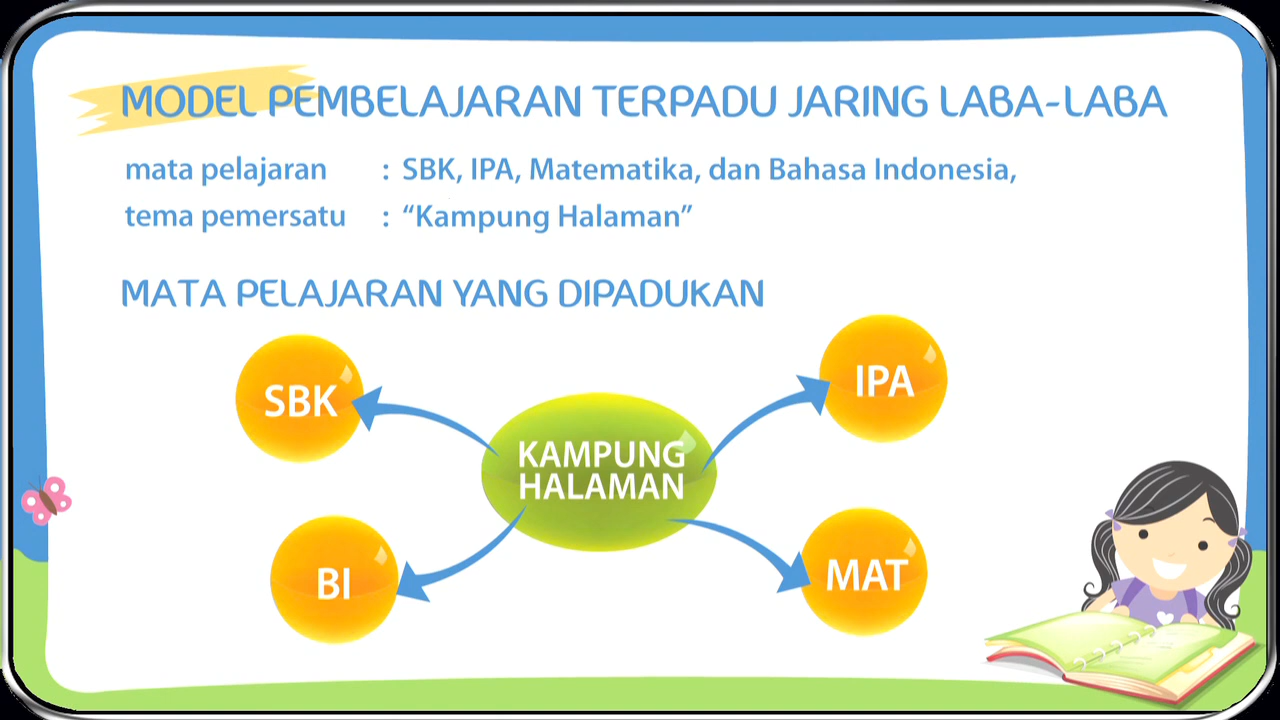 MODEL PEMBELAJARAN TERPADU JARING LABA-LABA
mata pelajaran : SBK, IPA, Matematika, dan Bahasa Indonesia,
tema pemersatu : “Kampung Halaman”
MATA PELAJARAN YANG DIPADUKAN
SBK
IPA
KAMPUNG
HALAMAN
BI
MAT